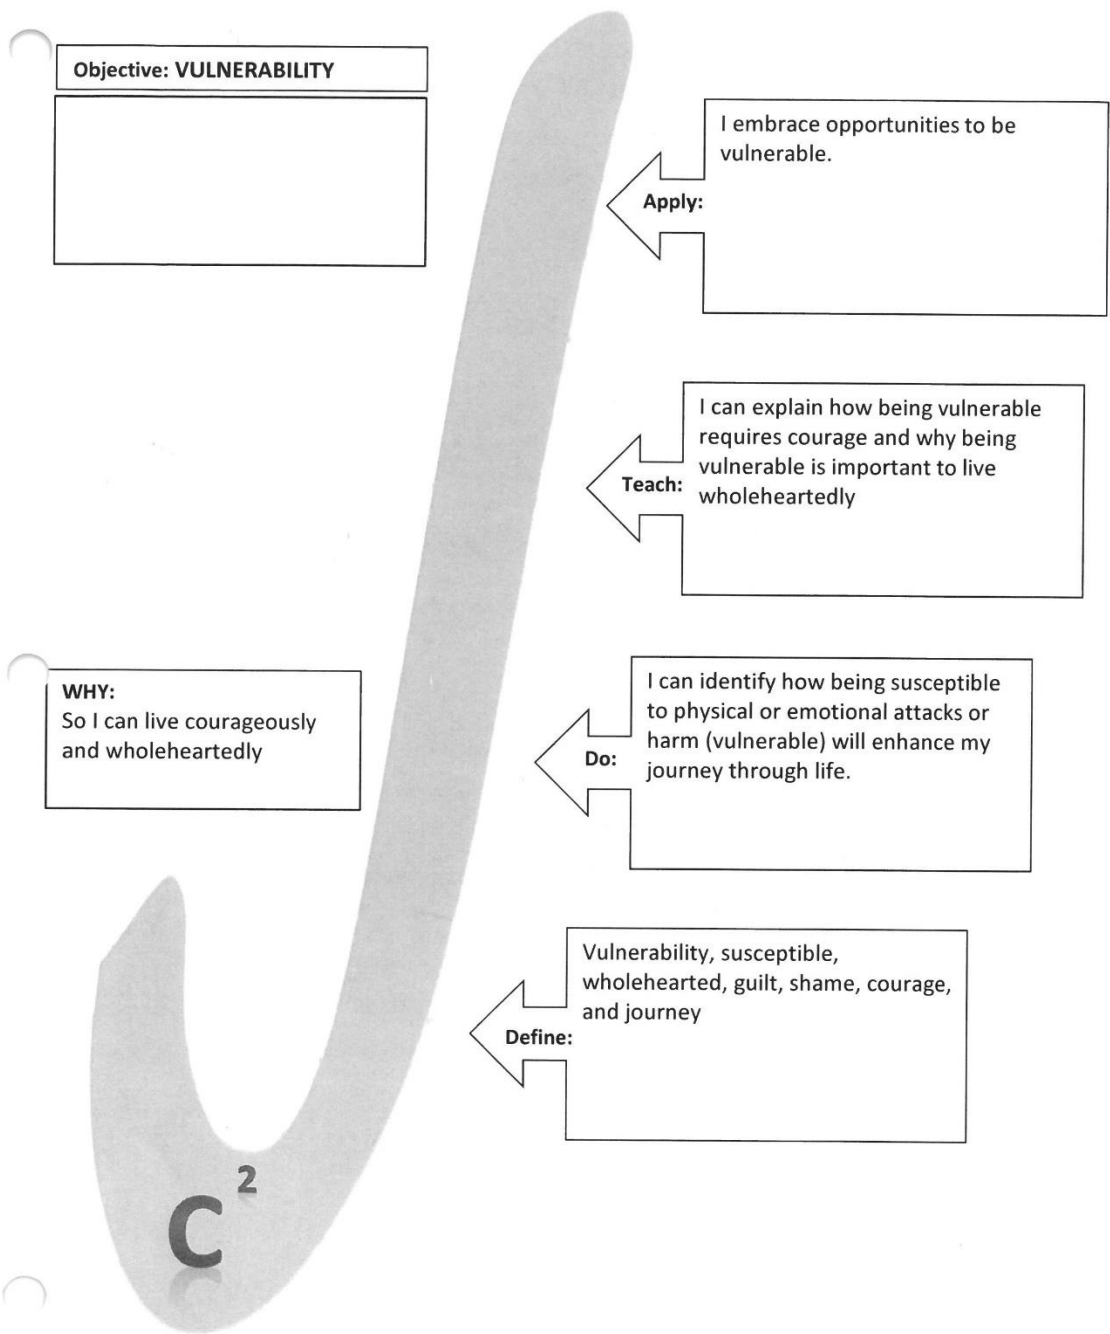 Objective: VULNERABILITY
I embrace opportunities to be
vulnerable.
Apply:
I can explain how being vulnerable
requires courage and why being
vulnerable is important to live
wholeheartedly
Teach:
WHY:
So I can live courageously
and wholeheartedly
I can identify how being susceptible
to physical or emotional attacks or
harm (vulnerable) will enhance my
journey through life.
Do:
Vulnerability, susceptible,
wholehearted, guilt, shame, courage,
and journey
Define:
C²